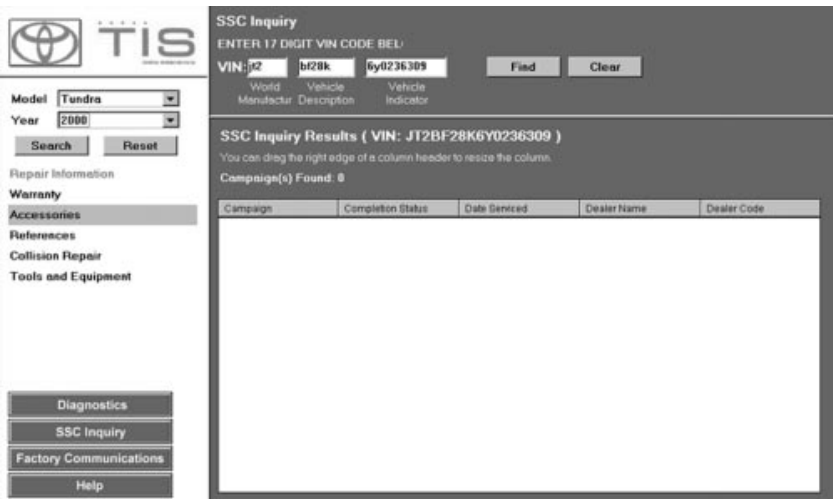 TIS
Model Tundra
Year 2000
Search Reset
Repair Information
Warranty
Accessories
References
Collision Repair
Tools and Equipment
Diagnostics
SSC Inquiry
Factory Communications
Help
SSC Inquiry
ENTER 17 DIGIT VIN CODE BEL
VIN: jt2 bf28k 6y0236309 Find Clear
World Vehicle Vehicle
Manufactur Description Indicator
SSC Inquiry Results ( VIN: JT2BF28K6Y0236309 )
You can drag the right edge of a column header to resize the column.
Campaign(s) Found: 0
Campaign Completion Status Date Serviced Dealer Name Dealer Code